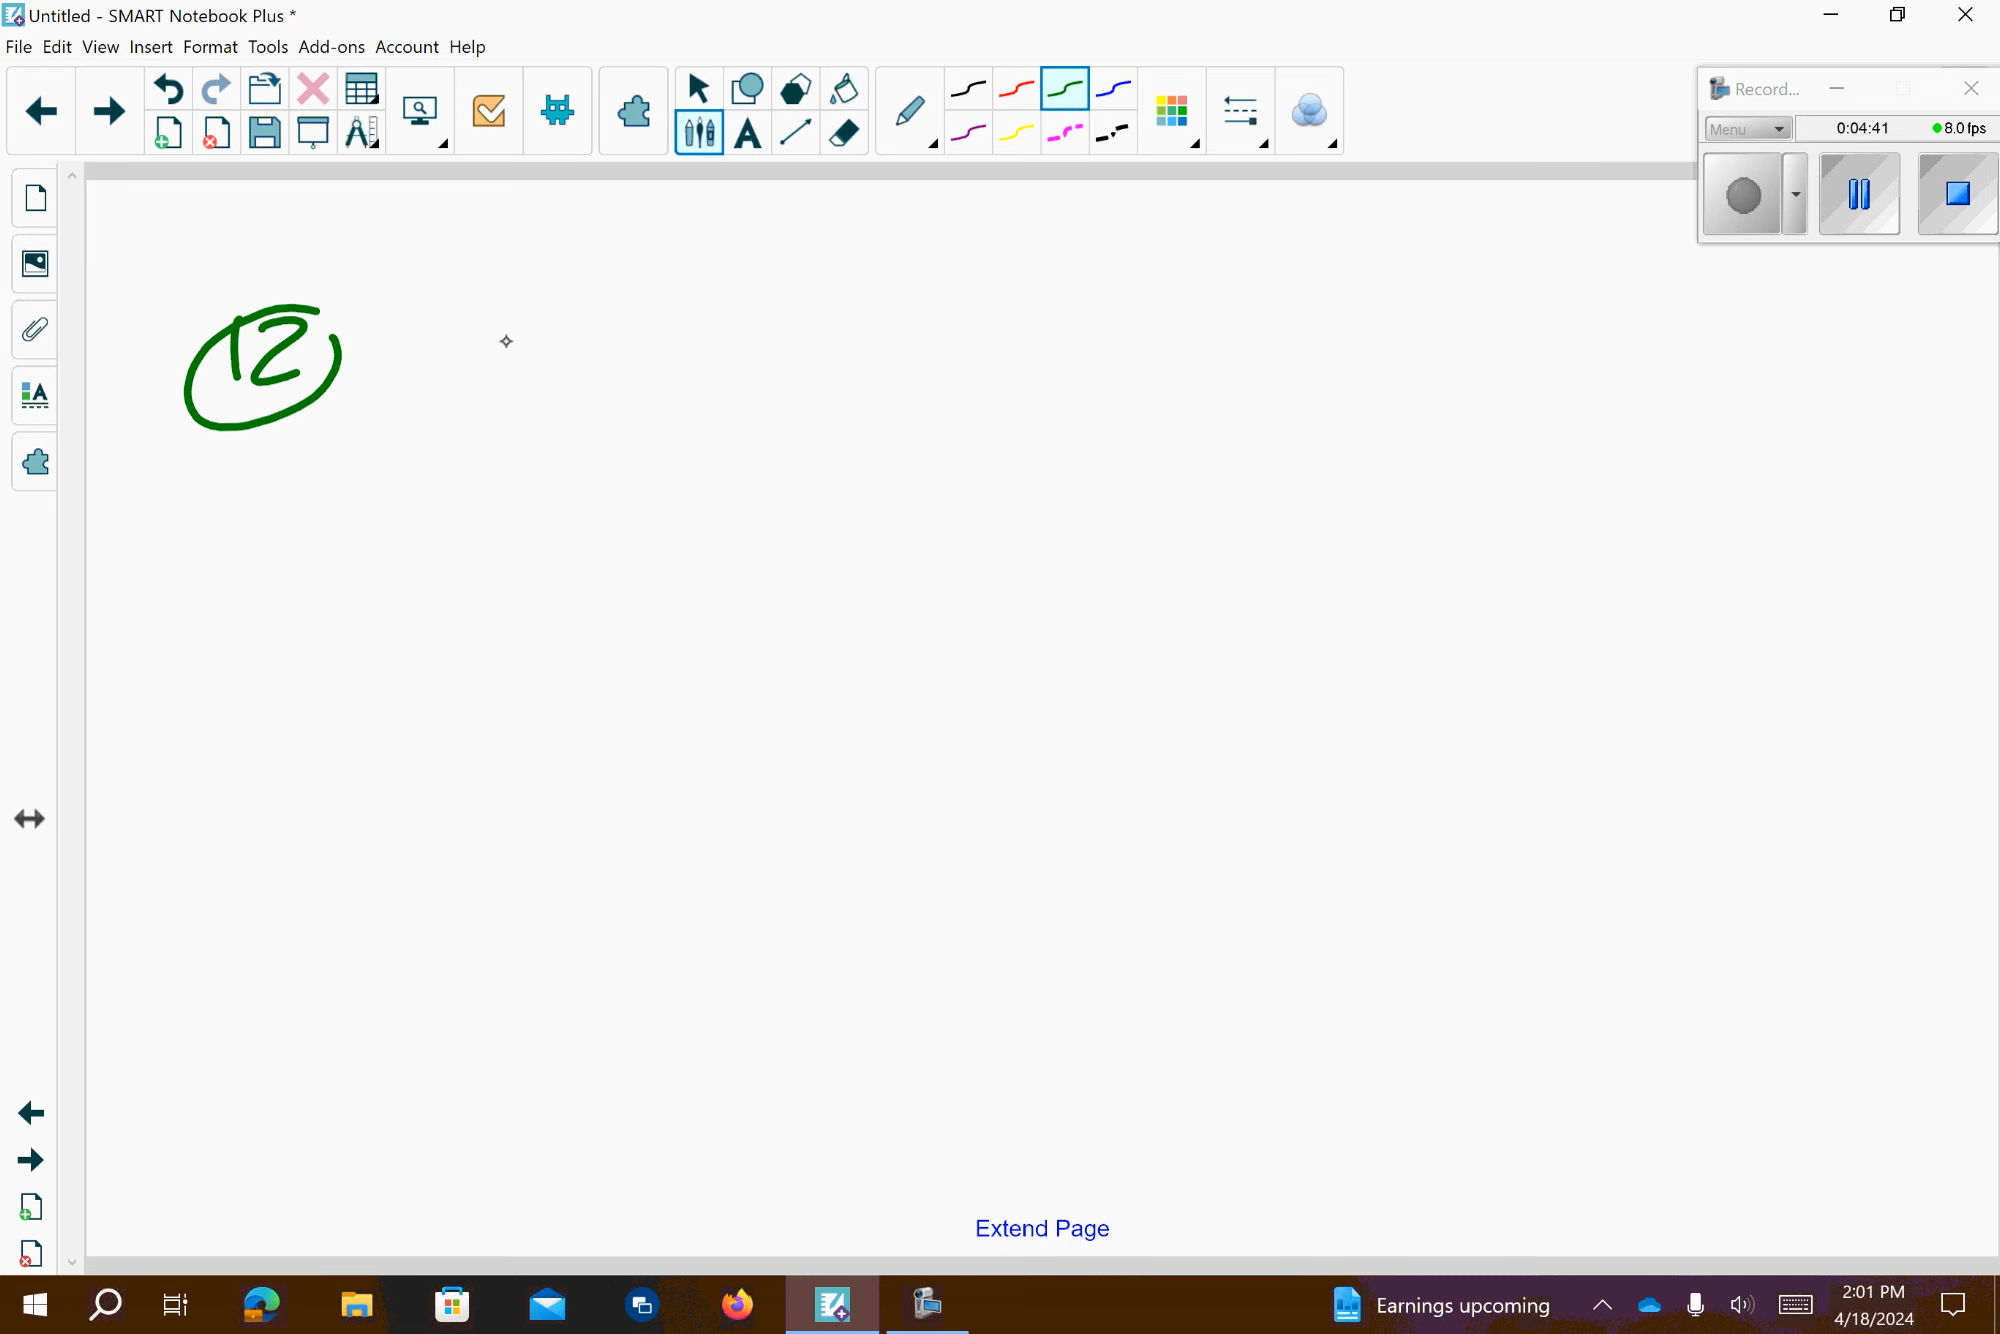 Untitled - SMART Notebook Plus *
File Edit View Insert Format Tools Add-ons Account Help
Record...
Menu 0:04:41 8.0 fps
A
A
12
Extend Page
Earnings upcoming
2:01 PM
4/18/2024